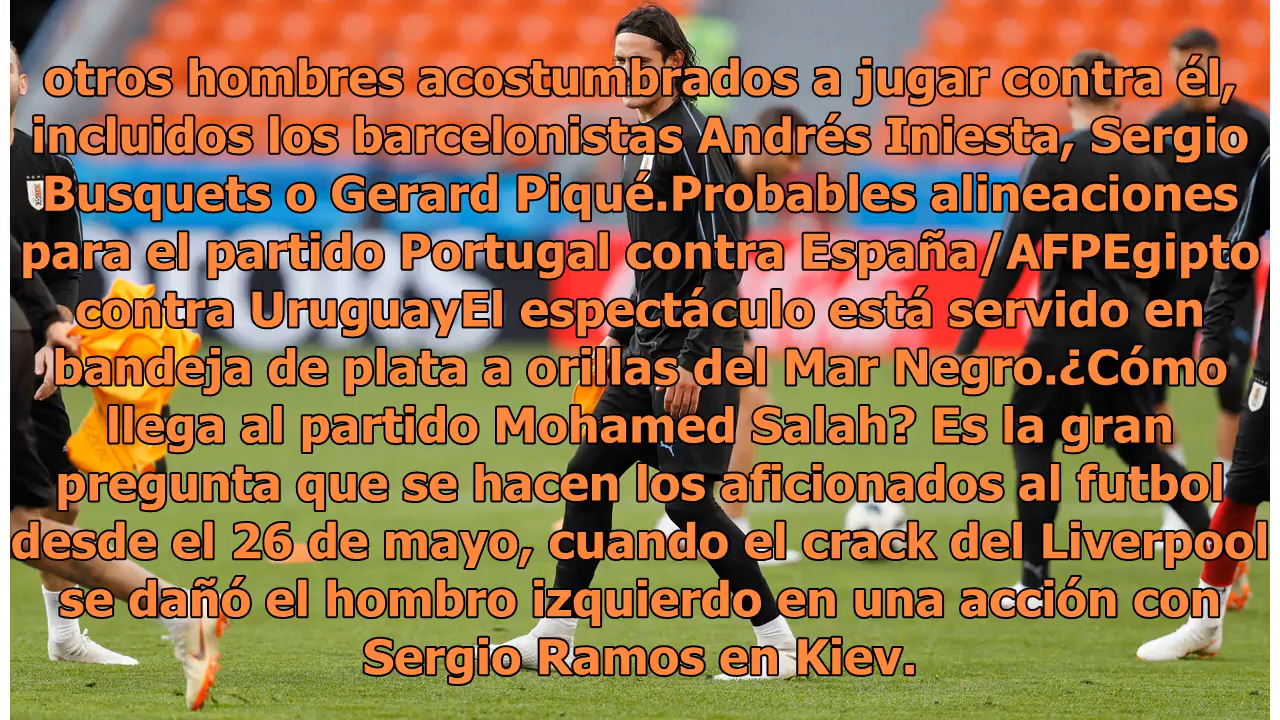 otros hombres acostumbrados a jugar contra él,
incluidos los barcelonistas Andrés Iniesta, Sergio
Busquets o Gerard Piqué.Probables alineaciones
para el partido Portugal contra España/AFPEgipto
contra UruguayEl espectáculo está servido en
bandeja de plata a orillas del Mar Negro.¿Cómo
llega al partido Mohamed Salah? Es la gran
pregunta que se hacen los aficionados al futbol
desde el 26 de mayo, cuando el crack del Liverpool
se dañó el hombro izquierdo en una acción con
Sergio Ramos en Kiev.